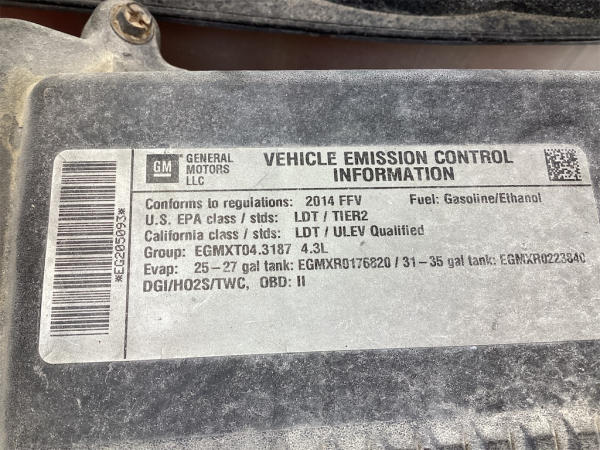 GM
GENERAL
MOTORS
LLC
VEHICLE EMISSION CONTROL
INFORMATION
Conforms to regulations: 2014 FFV Fuel: Gasoline/Ethanol
U.S. EPA class / stds: LDT / TIER2
California class / stds: LDT / ULEV Qualified
Group: EGMXT04.3187 4.3L
Evap: 25-27 gal tank: EGMXR0176820 / 31-35 gal tank: EGMXR0223840
DGI/HO2S/TWC, OBD: II
*EG205093*